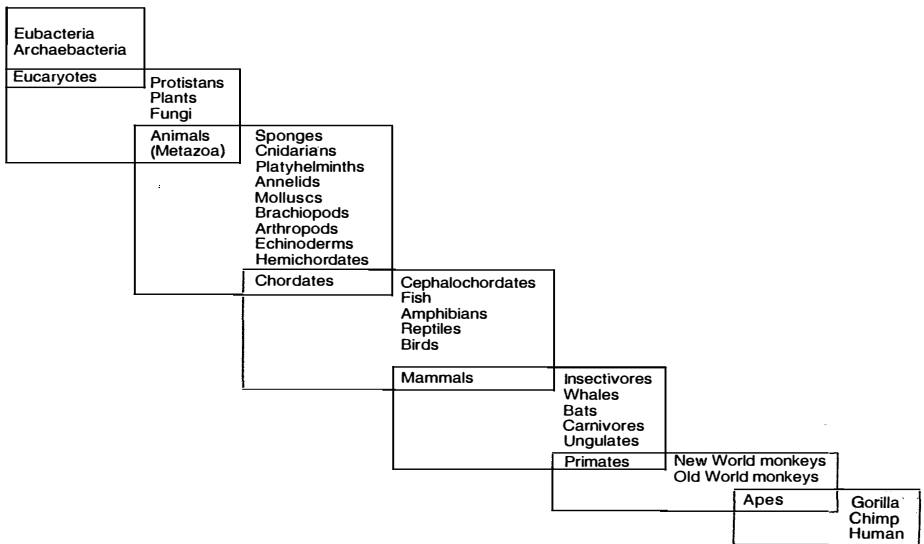 Eubacteria
Archaebacteria
Eucaryotes
Protistans
Plants
Fungi
Animals
(Metazoa)
Sponges
Cnidarians
Platyhelminths
Annelids
Molluscs
Brachiopods
Arthropods
Echinoderms
Hemichordates
Chordates
Cephalochordates
Fish
Amphibians
Reptiles
Birds
Mammals
Insectivores
Whales
Bats
Carnivores
Ungulates
Primates
New World monkeys
Old World monkeys
Apes
Gorilla
Chimp
Human